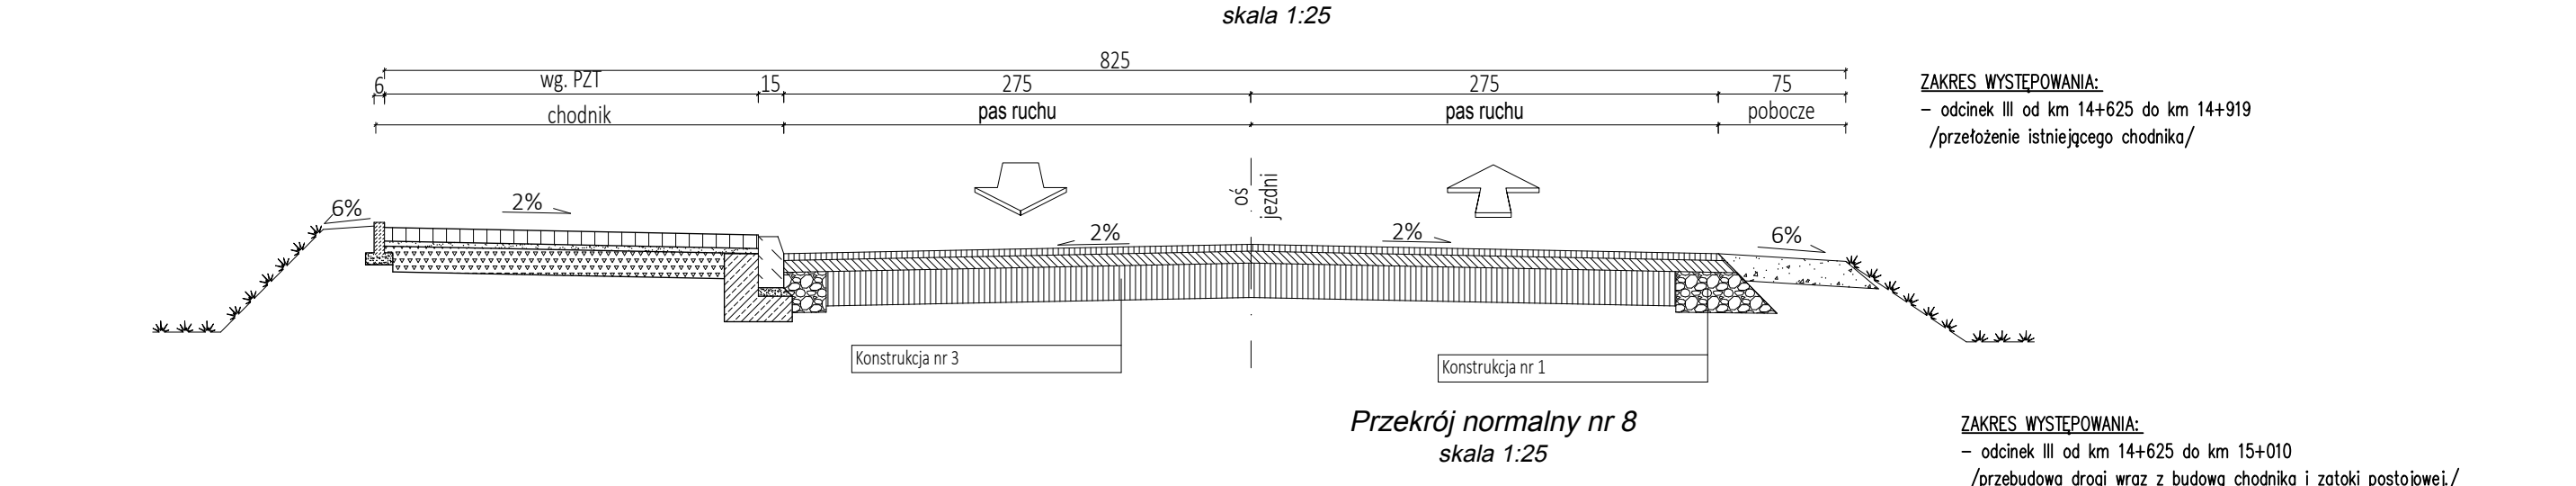 skala 1:25
825
6
wg. PZT
15
275
275
75
chodnik
pas ruchu
pas ruchu
pobocze
ZAKRES WYSTĘPOWANIA:
- odcinek III od km 14+625 do km 14+919
/przełożenie istniejącego chodnika/
6%
2%
2%
oś
jezdni
2%
6%
Konstrukcja nr 3
Konstrukcja nr 1
Przekrój normalny nr 8
skala 1:25
ZAKRES WYSTĘPOWANIA:
- odcinek III od km 14+625 do km 15+010
/przebudowa drogi wraz z budową chodnika i zatoki postojowej./